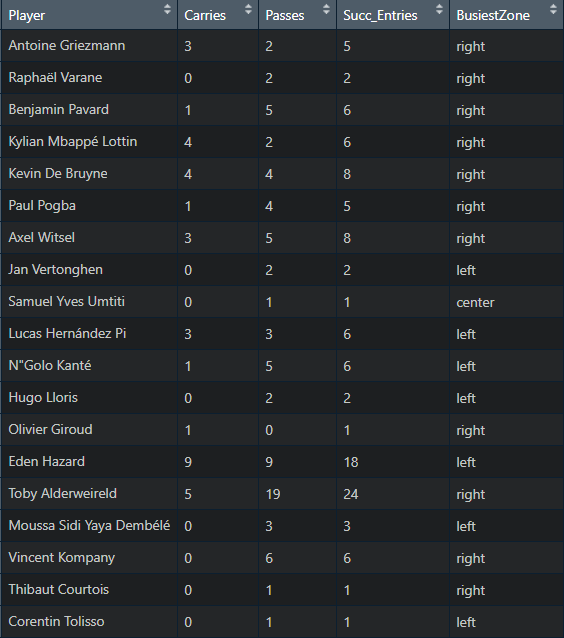 Player Carries Passes Succ_Entries BusiestZone
Antoine Griezmann 3 2 5 right
Raphaël Varane 0 2 2 right
Benjamin Pavard 1 5 6 right
Kylian Mbappé Lottin 4 2 6 right
Kevin De Bruyne 4 4 8 right
Paul Pogba 1 4 5 right
Axel Witsel 3 5 8 right
Jan Vertonghen 0 2 2 left
Samuel Yves Umtiti 0 1 1 center
Lucas Hernández Pi 3 3 6 left
N"Golo Kanté 1 5 6 left
Hugo Lloris 0 2 2 left
Olivier Giroud 1 0 1 right
Eden Hazard 9 9 18 left
Toby Alderweireld 5 19 24 right
Moussa Sidi Yaya Dembélé 0 3 3 left
Vincent Kompany 0 6 6 right
Thibaut Courtois 0 1 1 right
Corentin Tolisso 0 1 1 left